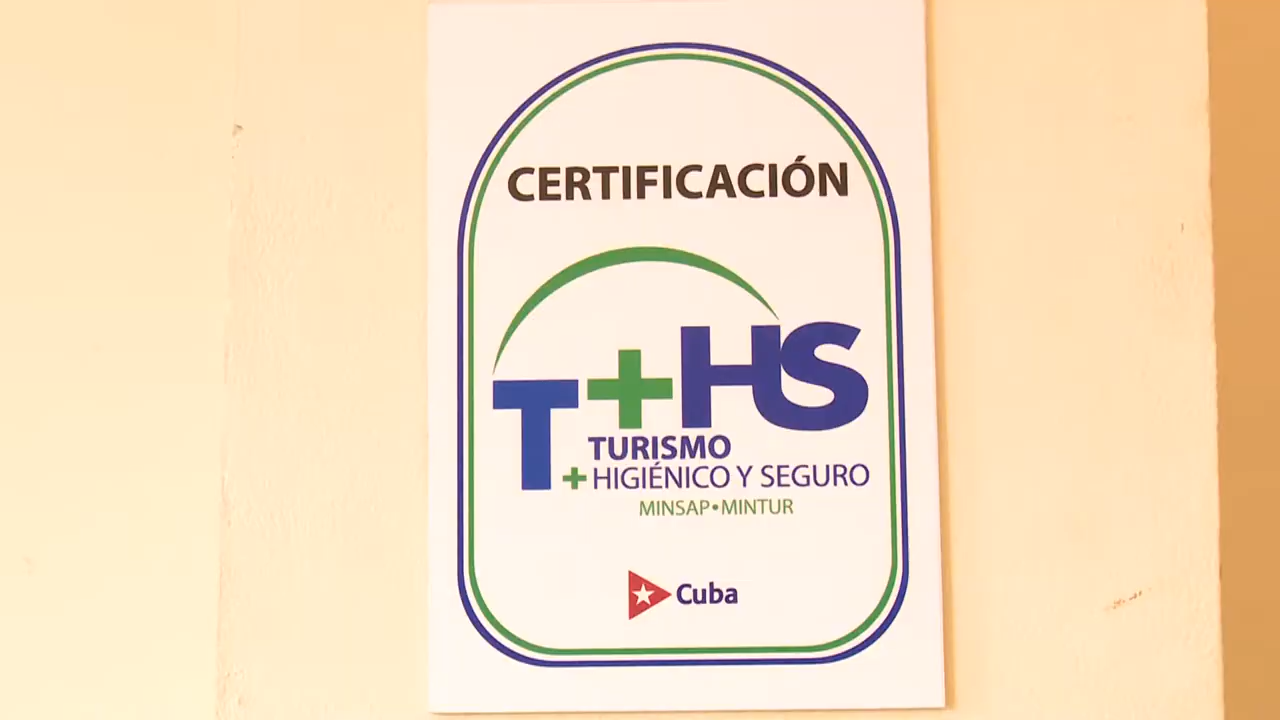 CERTIFICACIÓN
T+HS
TURISMO
+HIGIÉNICO Y SEGURO
MINSAP•MINTUR
Cuba